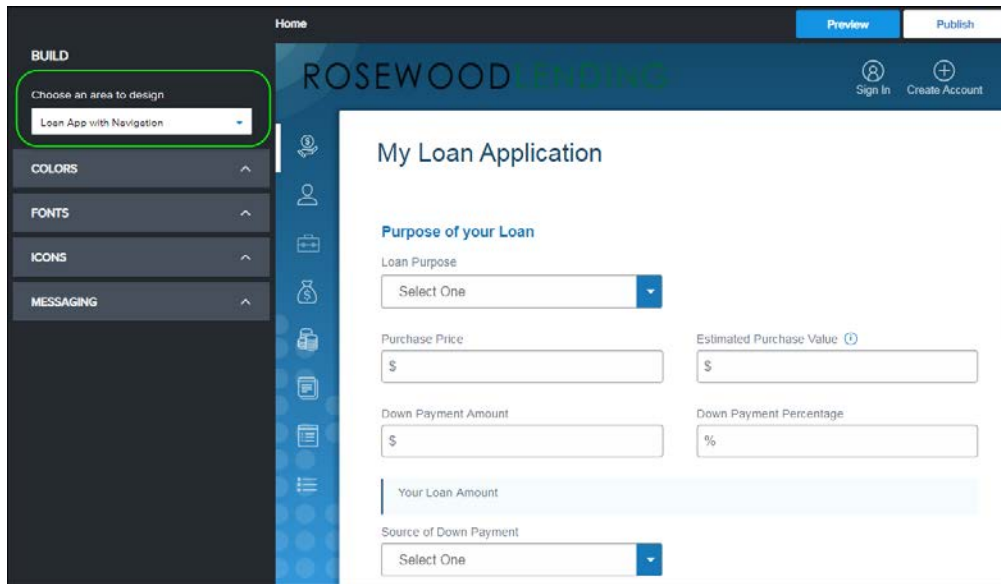 Home
Preview
Publish
BUILD
Choose an area to design
Loan App with Navigation
COLORS
FONTS
ICONS
MESSAGING
ROSEWOODLENDING
Sign In
Create Account
My Loan Application
Purpose of your Loan
Loan Purpose
Select One
Purchase Price
Estimated Purchase Value
$
$
Down Payment Amount
Down Payment Percentage
$
%
Your Loan Amount
Source of Down Payment
Select One